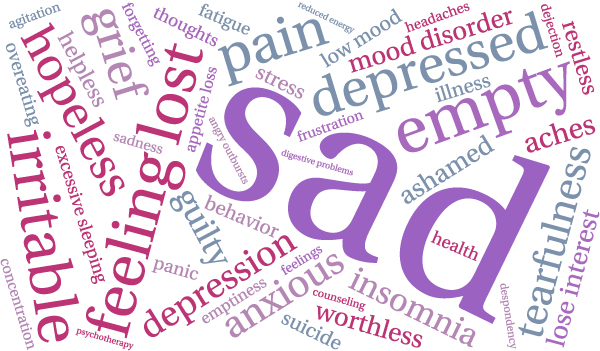 agitation
fatigue
reduced energy
headaches
dejection
restless
forgetting
thoughts
grief
pain
low mood
mood disorder
overeating
helpless
hopeless
feeling lost
appetite loss
stress
depressed
illness
empty
frustration
angry outbursts
sad
digestive problems
sadness
excessive sleeping
irritable
guilty
behavior
ashamed
aches
tearfulness
lose interest
health
panic
depression
feelings
emptiness
anxious
counseling
insomnia
worthless
suicide
despondency
concentration
psychotherapy